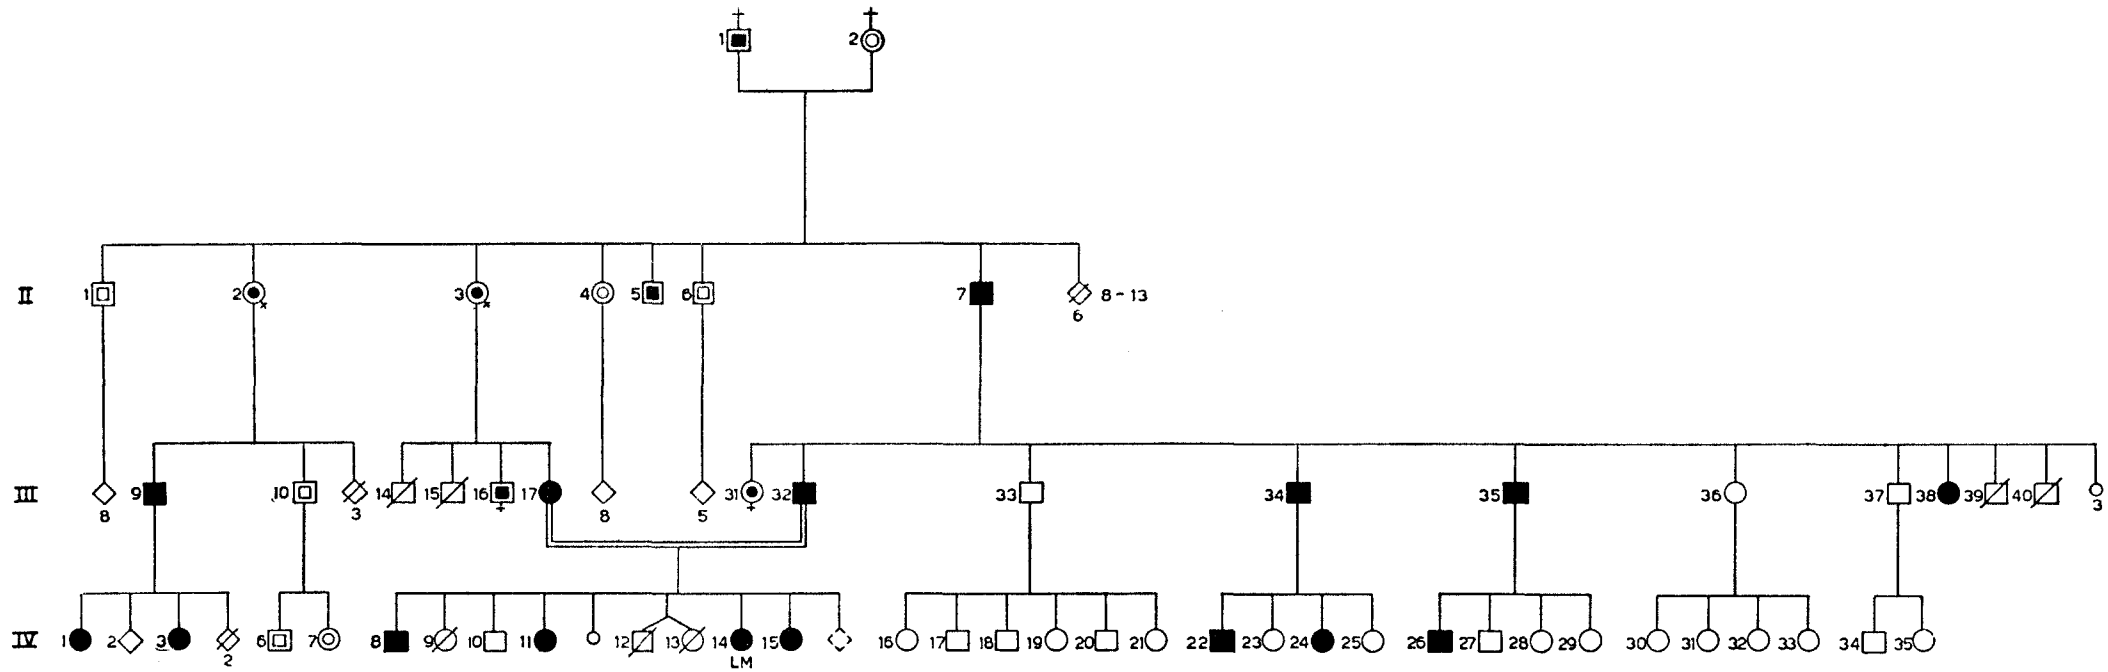 1 2
II 1 2 x 3 x 4 5 6 7 8-13
6
III 8 9 10 3 14 15 16 17 8 5 31 32 33 34 35 36 37 38 39 40 3
IV 1 2 3 2 6 7 8 9 10 11 12 13 14 15 16 17 18 19 20 21 22 23 24 25 26 27 28 29 30 31 32 33 34 35
LM